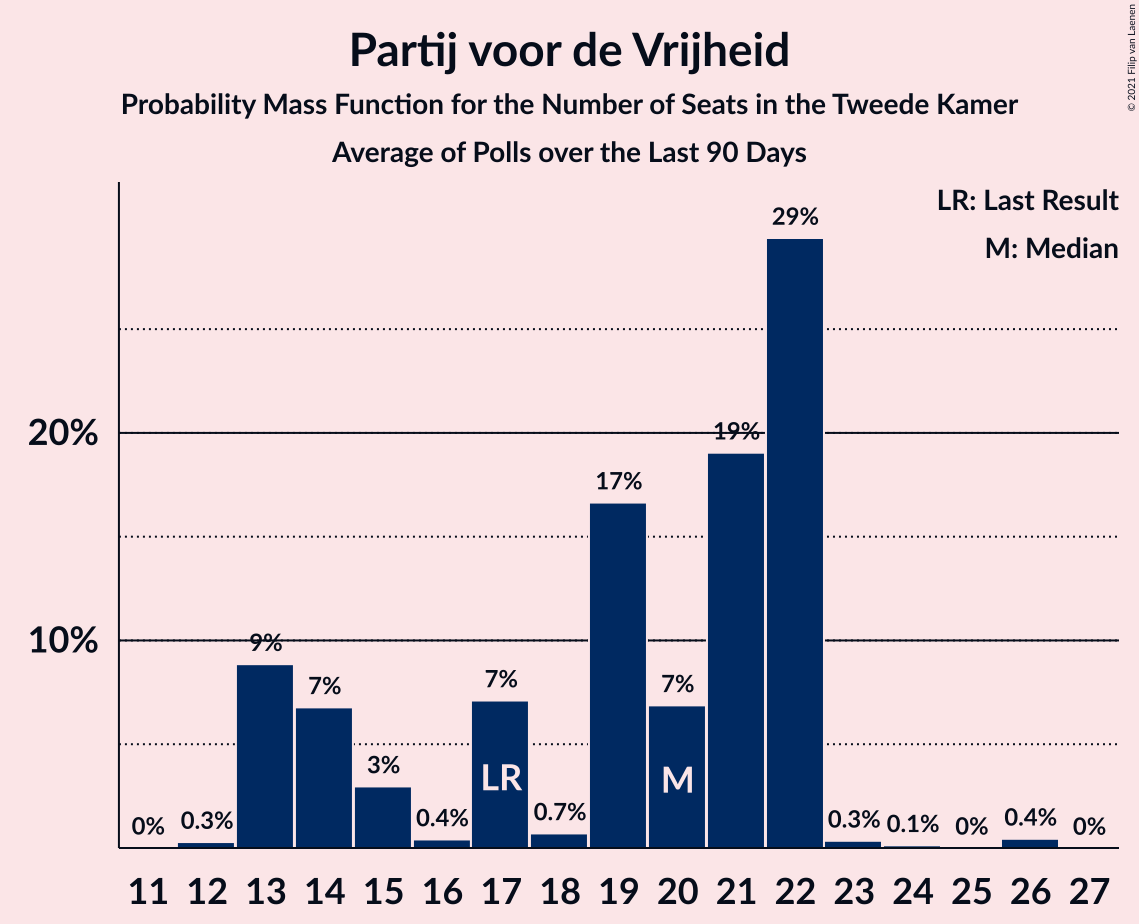 Partij voor de Vrijheid
Probability Mass Function for the Number of Seats in the Tweede Kamer
Average of Polls over the Last 90 Days
© 2021 Filip van Laenen
LR: Last Result
M: Median
29%
20%
19%
17%
10%
9%
7%
7%
7%
3%
LR
M
0%
0.3%
0.4%
0.7%
0.3%
0.1%
0%
0.4%
0%
11 12 13 14 15 16 17 18 19 20 21 22 23 24 25 26 27